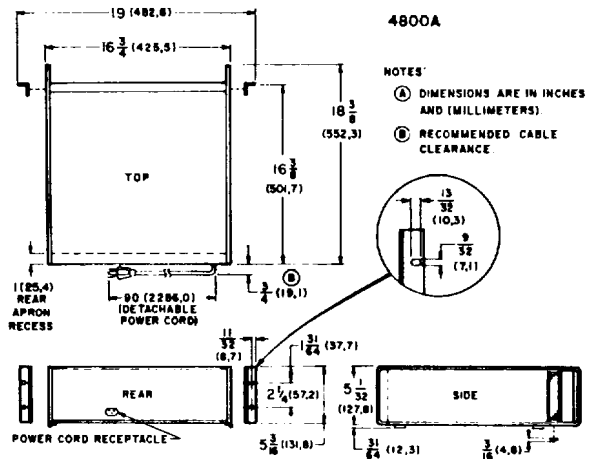 19 (482,6)
16 3/4 (425,5)
4800A
NOTES'
(A) DIMENSIONS ARE IN INCHES
AND (MILLIMETERS).
(B) RECOMMENDED CABLE
CLEARANCE
18 3/8
(552,3)
TOP
(501,7)
13/32
(10,3)
9/32
(7,1)
(B)
3/4 (19,1)
1 (25,4)
REAR
APRON
RECESS
90 (2286,0)
(DETACHABLE
POWER CORD)
11/32
(8,7)
1 31/64 (37,7)
REAR
2 1/4 (57,2)
5 3/16 (131,8)
POWER CORD RECEPTACLE
5 1/32
(127,8)
SIDE
31/64 (12,3)
3/16 (4,8)